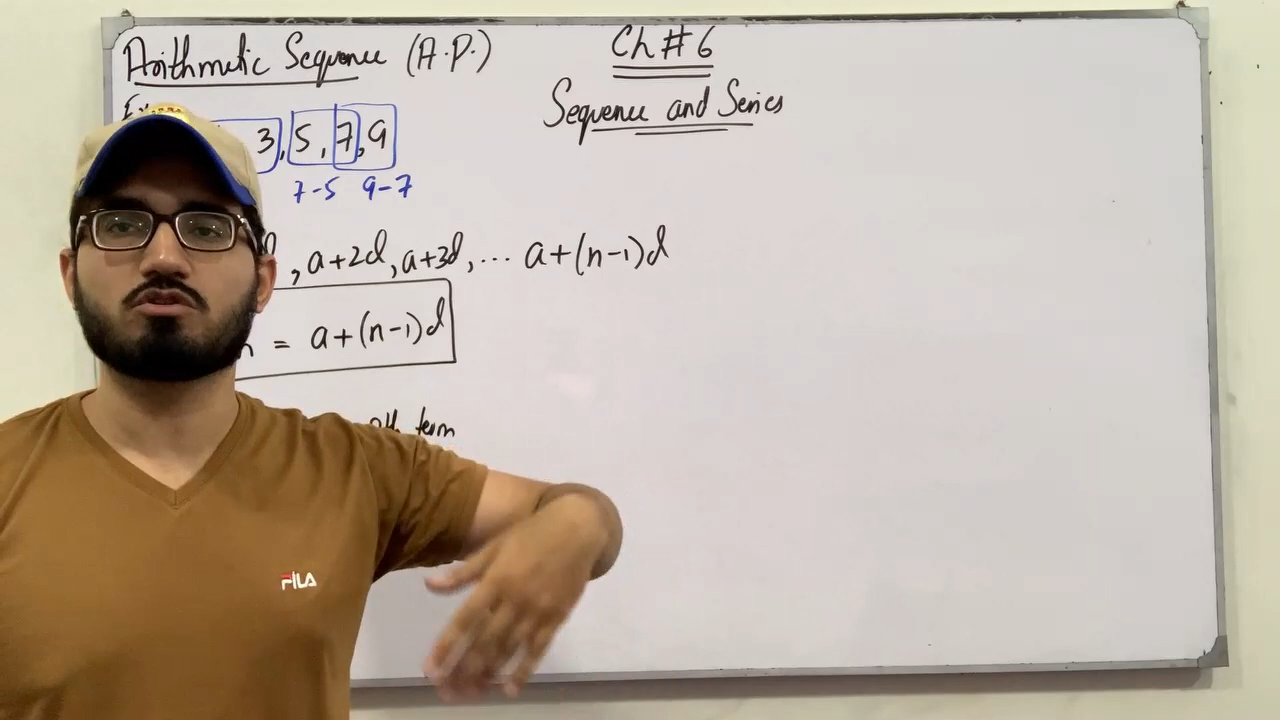 Arithmetic Sequence (A.P.)
Ch # 6
Sequence and Series
Ex
3, 5, 7, 9
7-5 9-7
, a+2d, a+3d, ... a+(n-1)d
n = a+(n-1)d
term
FILA